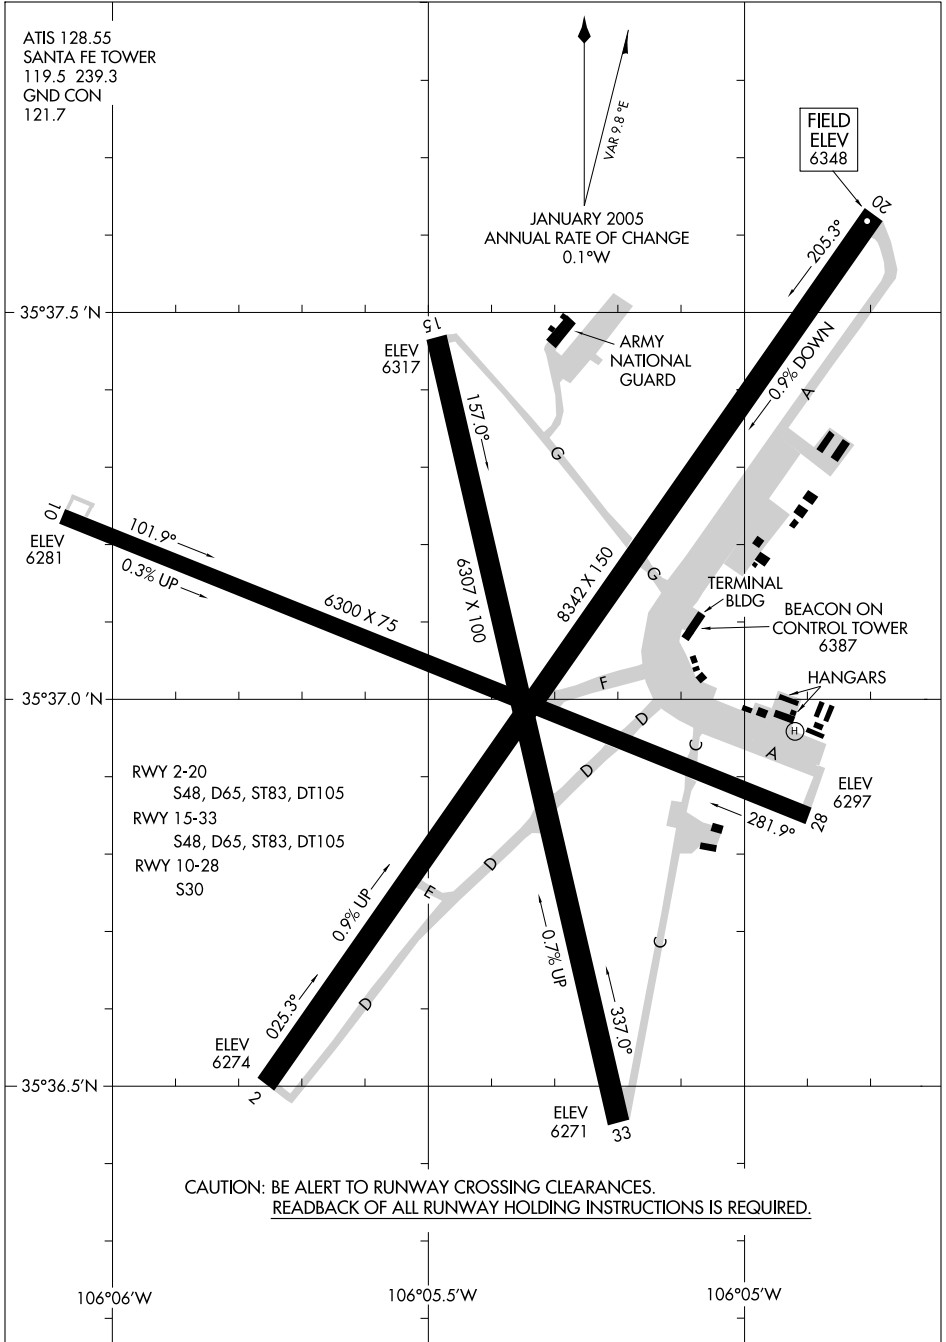 ATIS 128.55
SANTA FE TOWER
119.5 239.3
GND CON
121.7
VAR 9.8 °E
JANUARY 2005
ANNUAL RATE OF CHANGE
0.1°W
FIELD
ELEV
6348
20
205.3°
0.9% DOWN
A
35°37.5 'N
15
ELEV
6317
157.0°
ARMY
NATIONAL
GUARD
G
G
10
ELEV
6281
101.9°
0.3% UP
6300 X 75
6307 X 100
8342 X 150
TERMINAL
BLDG
BEACON ON
CONTROL TOWER
6387
HANGARS
H
35°37.0 'N
F
D
C
A
D
ELEV
6297
28
281.9°
RWY 2-20
S48, D65, ST83, DT105
RWY 15-33
S48, D65, ST83, DT105
RWY 10-28
S30
D
E
0.9% UP
0.7% UP
C
D
025.3°
337.0°
ELEV
6274
2
35°36.5'N
ELEV
6271
33
CAUTION: BE ALERT TO RUNWAY CROSSING CLEARANCES.
READBACK OF ALL RUNWAY HOLDING INSTRUCTIONS IS REQUIRED.
106°06'W
106°05.5'W
106°05'W